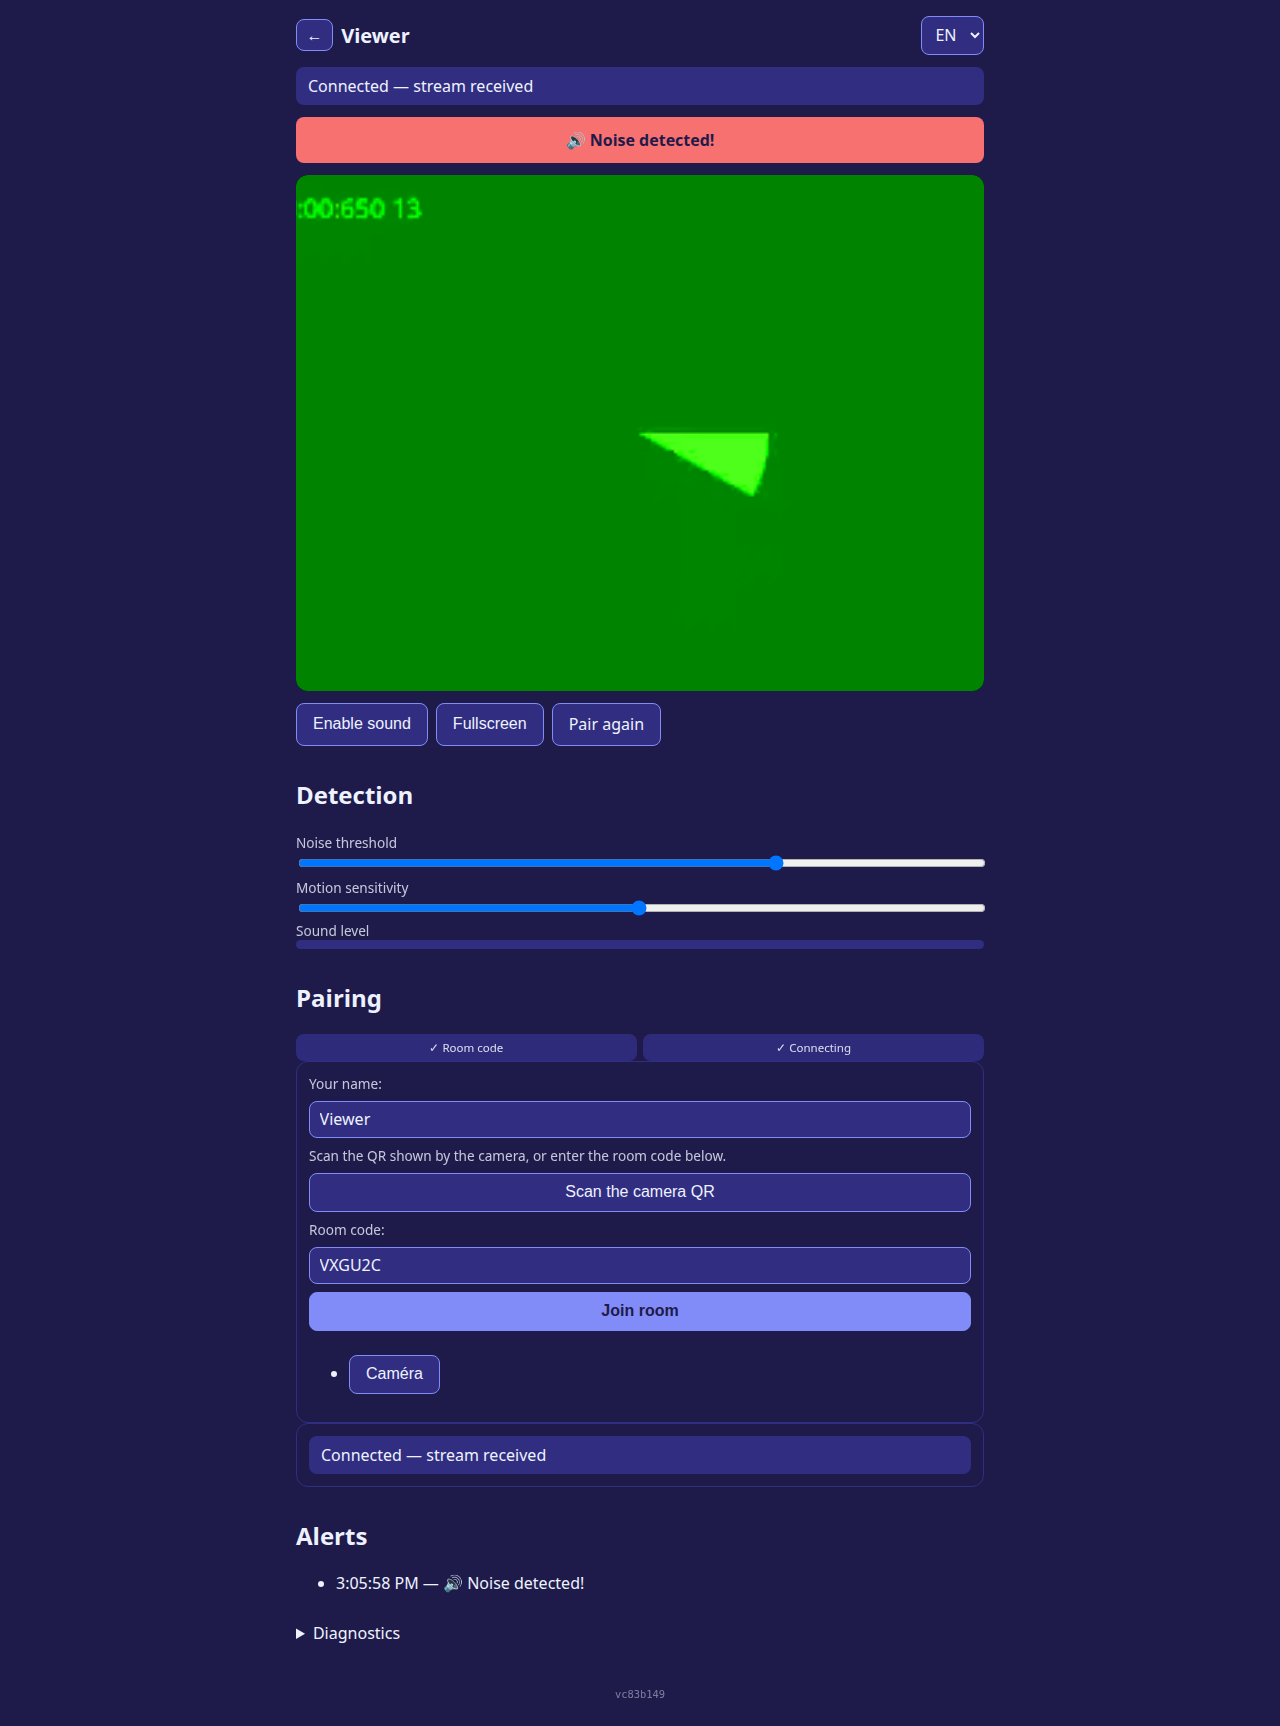 ← Viewer EN
Connected — stream received
🔊 Noise detected!
:00:650 13
Enable sound Fullscreen Pair again
Detection
Noise threshold
Motion sensitivity
Sound level
Pairing
✓ Room code ✓ Connecting
Your name:
Viewer
Scan the QR shown by the camera, or enter the room code below.
Scan the camera QR
Room code:
VXGU2C
Join room
• Caméra
Connected — stream received
Alerts
• 3:05:58 PM — 🔊 Noise detected!
▶ Diagnostics
vc83b149